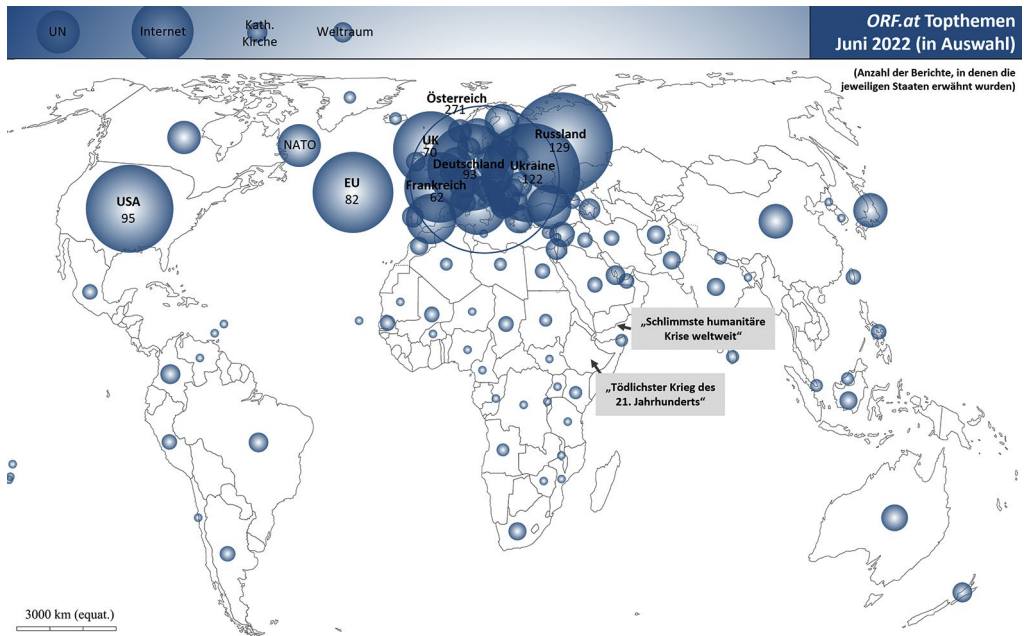 UN
Internet
Kath.
Kirche
Weltraum
ORF.at Topthemen
Juni 2022 (in Auswahl)
(Anzahl der Berichte, in denen die
jeweiligen Staaten erwähnt wurden)
Österreich
271
UK
70
Russland
129
NATO
Deutschland
93
Ukraine
122
EU
82
Frankreich
62
USA
95
„Schlimmste humanitäre
Krise weltweit“
„Tödlichster Krieg des
21. Jahrhunderts“
3000 km (equat.)